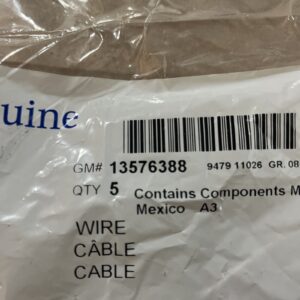 uine
GM# 13576388 9479 11026 GR. 08
QTY 5 Contains Components M
Mexico A3
WIRE
CÂBLE
CABLE